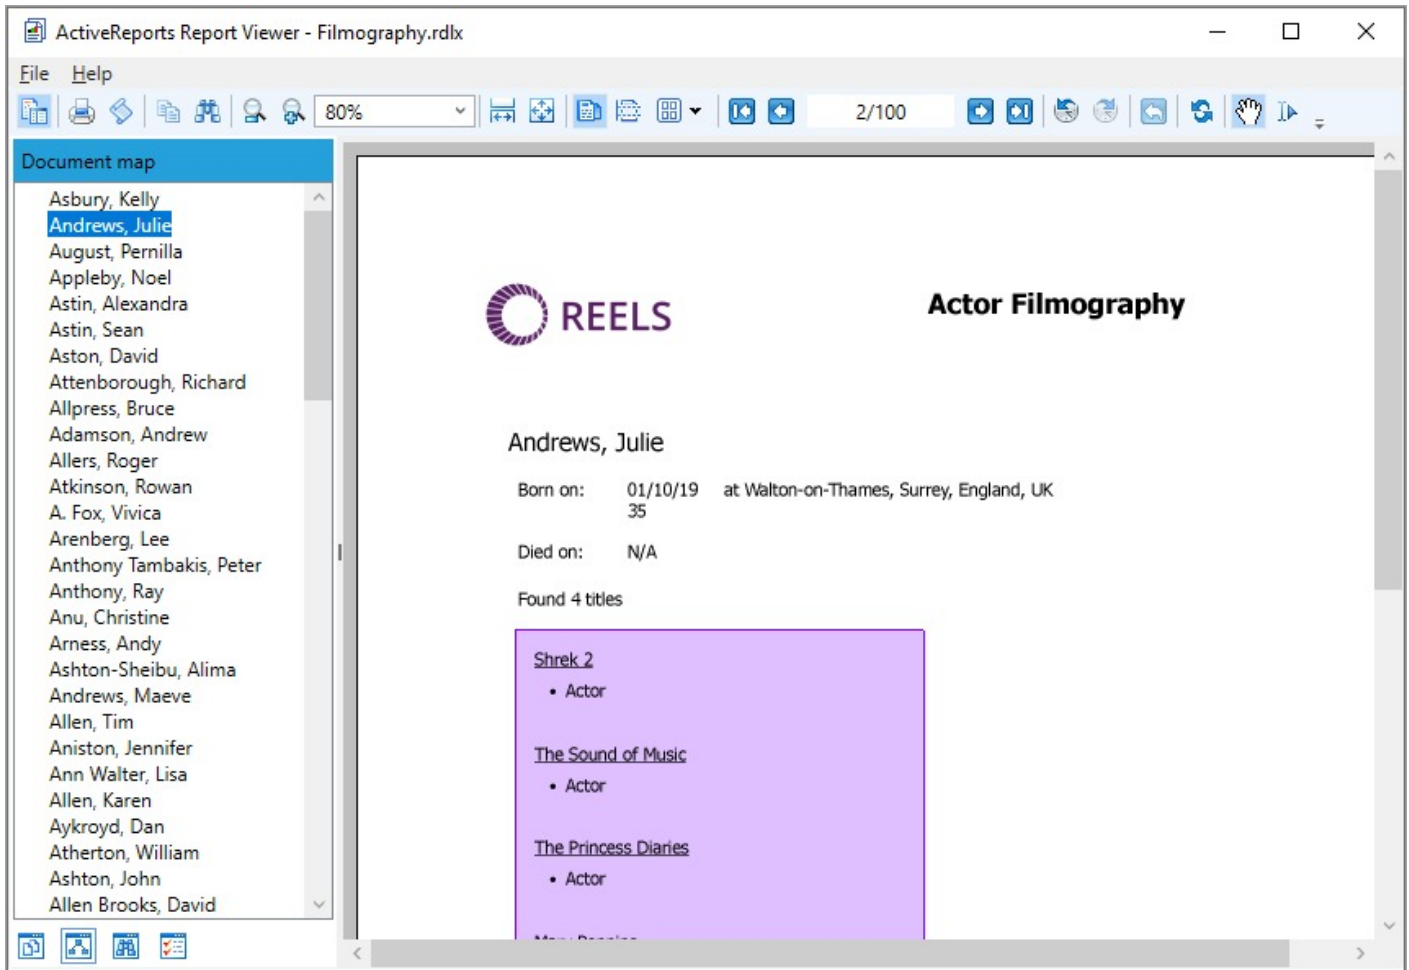 ActiveReports Report Viewer - Filmography.rdlx
File Help
80%
2/100
Document map
Asbury, Kelly
Andrews, Julie
August, Pernilla
Appleby, Noel
Astin, Alexandra
Astin, Sean
Aston, David
Attenborough, Richard
Allpress, Bruce
Adamson, Andrew
Allers, Roger
Atkinson, Rowan
A. Fox, Vivica
Arenberg, Lee
Anthony Tambakis, Peter
Anthony, Ray
Anu, Christine
Arness, Andy
Ashton-Sheibu, Alima
Andrews, Maeve
Allen, Tim
Aniston, Jennifer
Ann Walter, Lisa
Allen, Karen
Aykroyd, Dan
Atherton, William
Ashton, John
Allen Brooks, David
REELS
Actor Filmography
Andrews, Julie
Born on: 01/10/19 at Walton-on-Thames, Surrey, England, UK
35
Died on: N/A
Found 4 titles
Shrek 2
• Actor
The Sound of Music
• Actor
The Princess Diaries
• Actor